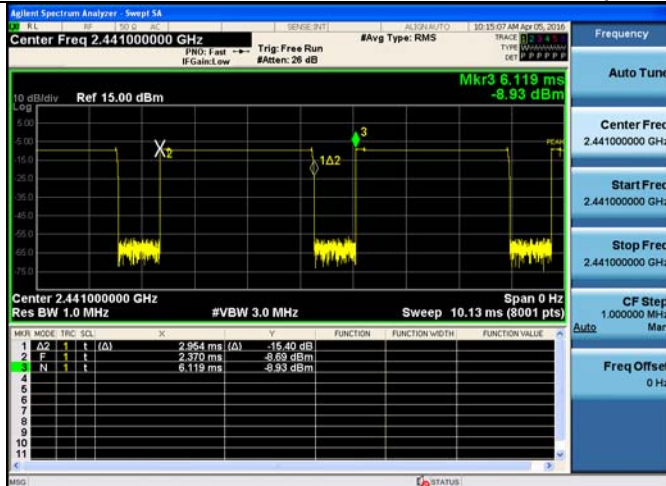 Agilent Spectrum Analyzer - Swept SA
RL RF 50 Ω AC SENSE:INT ALIGN AUTO 10:15:07 AM Apr 05, 2016
Center Freq 2.441000000 GHz
PNO: Fast
IFGain:Low
Trig: Free Run
#Atten: 26 dB
#Avg Type: RMS
TRACE 1 2 3 4 5 6
TYPE
DET P P P P P P
Mkr3 6.119 ms
-8.93 dBm
10 dB/div Ref 15.00 dBm
Log
5.00
-5.00
-15.0
-25.0
-35.0
-45.0
-55.0
-65.0
-75.0
X2
1Δ2
3
PEAK
Center 2.441000000 GHz Span 0 Hz
Res BW 1.0 MHz #VBW 3.0 MHz Sweep 10.13 ms (8001 pts)
MKR MODE TRC SCL X Y FUNCTION FUNCTION WIDTH FUNCTION VALUE
1 Δ2 1 t (Δ) 2.954 ms (Δ) -15.40 dB
2 F 1 t 2.370 ms -8.69 dBm
3 N 1 t 6.119 ms -8.93 dBm
4
5
6
7
8
9
10
11
MSG STATUS
Frequency
Auto Tune
Center Freq
2.441000000 GHz
Start Freq
2.441000000 GHz
Stop Freq
2.441000000 GHz
CF Step
1.000000 MHz
Auto Man
Freq Offset
0 Hz